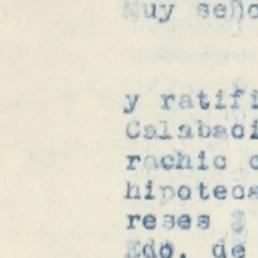 Muy seño
y ratifi
Calabaci
rachic
hipoteca
reses
Edo. de